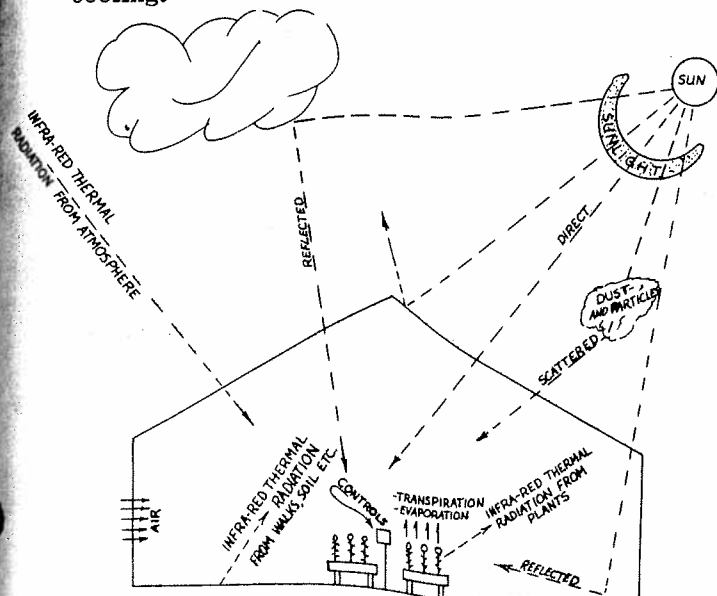 cooling.
SUN
SUNLIGHT
INFRA-RED THERMAL
RADIATION FROM ATMOSPHERE
REFLECTED
DIRECT
DUST-
AND PARTICLES
SCATTERED
AIR
INFRA-RED THERMAL
RADIATION
FROM WALKS, SOIL ETC.
CONTROLS
-TRANSPIRATION
-EVAPORATION
INFRA-RED THERMAL
RADIATION FROM
PLANTS
REFLECTED